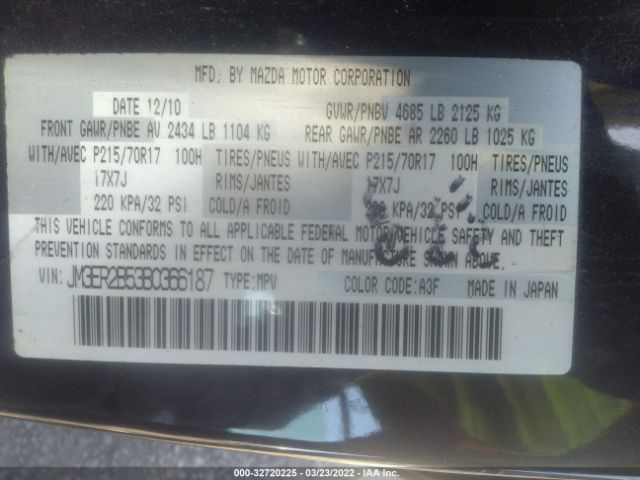 MFD. BY MAZDA MOTOR CORPORATION
DATE 12/10 GVWR/PNBV 4685 LB 2125 KG
FRONT GAWR/PNBE AV 2434 LB 1104 KG REAR GAWR/PNBE AR 2260 LB 1025 KG
WITH/AVEC P215/70R17 100H TIRES/PNEUS WITH/AVEC P215/70R17 100H TIRES/PNEUS
17X7J RIMS/JANTES 17X7J RIMS/JANTES
220 KPA/32 PSI COLD/A FROID KPA/32 PSI COLD/A FROID
THIS VEHICLE CONFORMS TO ALL APPLICABLE FEDERAL MOTOR VEHICLE SAFETY AND THEFT
PREVENTION STANDARDS IN EFFECT ON THE DATE OF MANUFACTURE SHOWN ABOVE.
VIN: JM3ER2B53B0366187 TYPE:MPV COLOR CODE:A3F MADE IN JAPAN
000-32720225 - 03/23/2022 - IAA Inc.